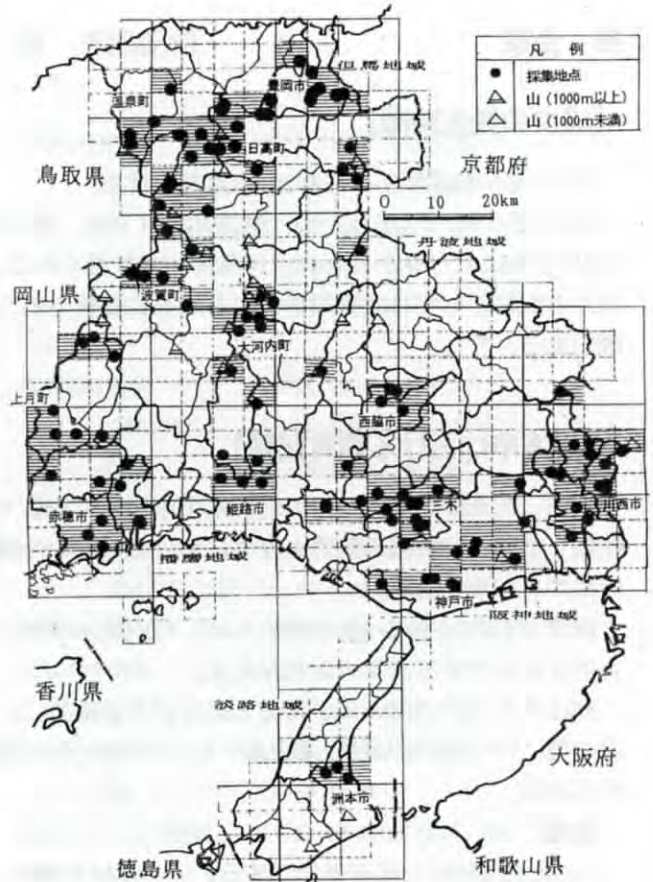 凡例
採集地点
山 (1000m以上)
山 (1000m未満)
但馬地域
豊岡市
温泉町
日高町
鳥取県
京都府
0 10 20km
丹波地域
岡山県
波賀町
大河内町
上月町
西脇市
三木
川西市
赤穂市
姫路市
播磨地域
神戸市
阪神地域
香川県
淡路地域
大阪府
洲本市
徳島県
和歌山県